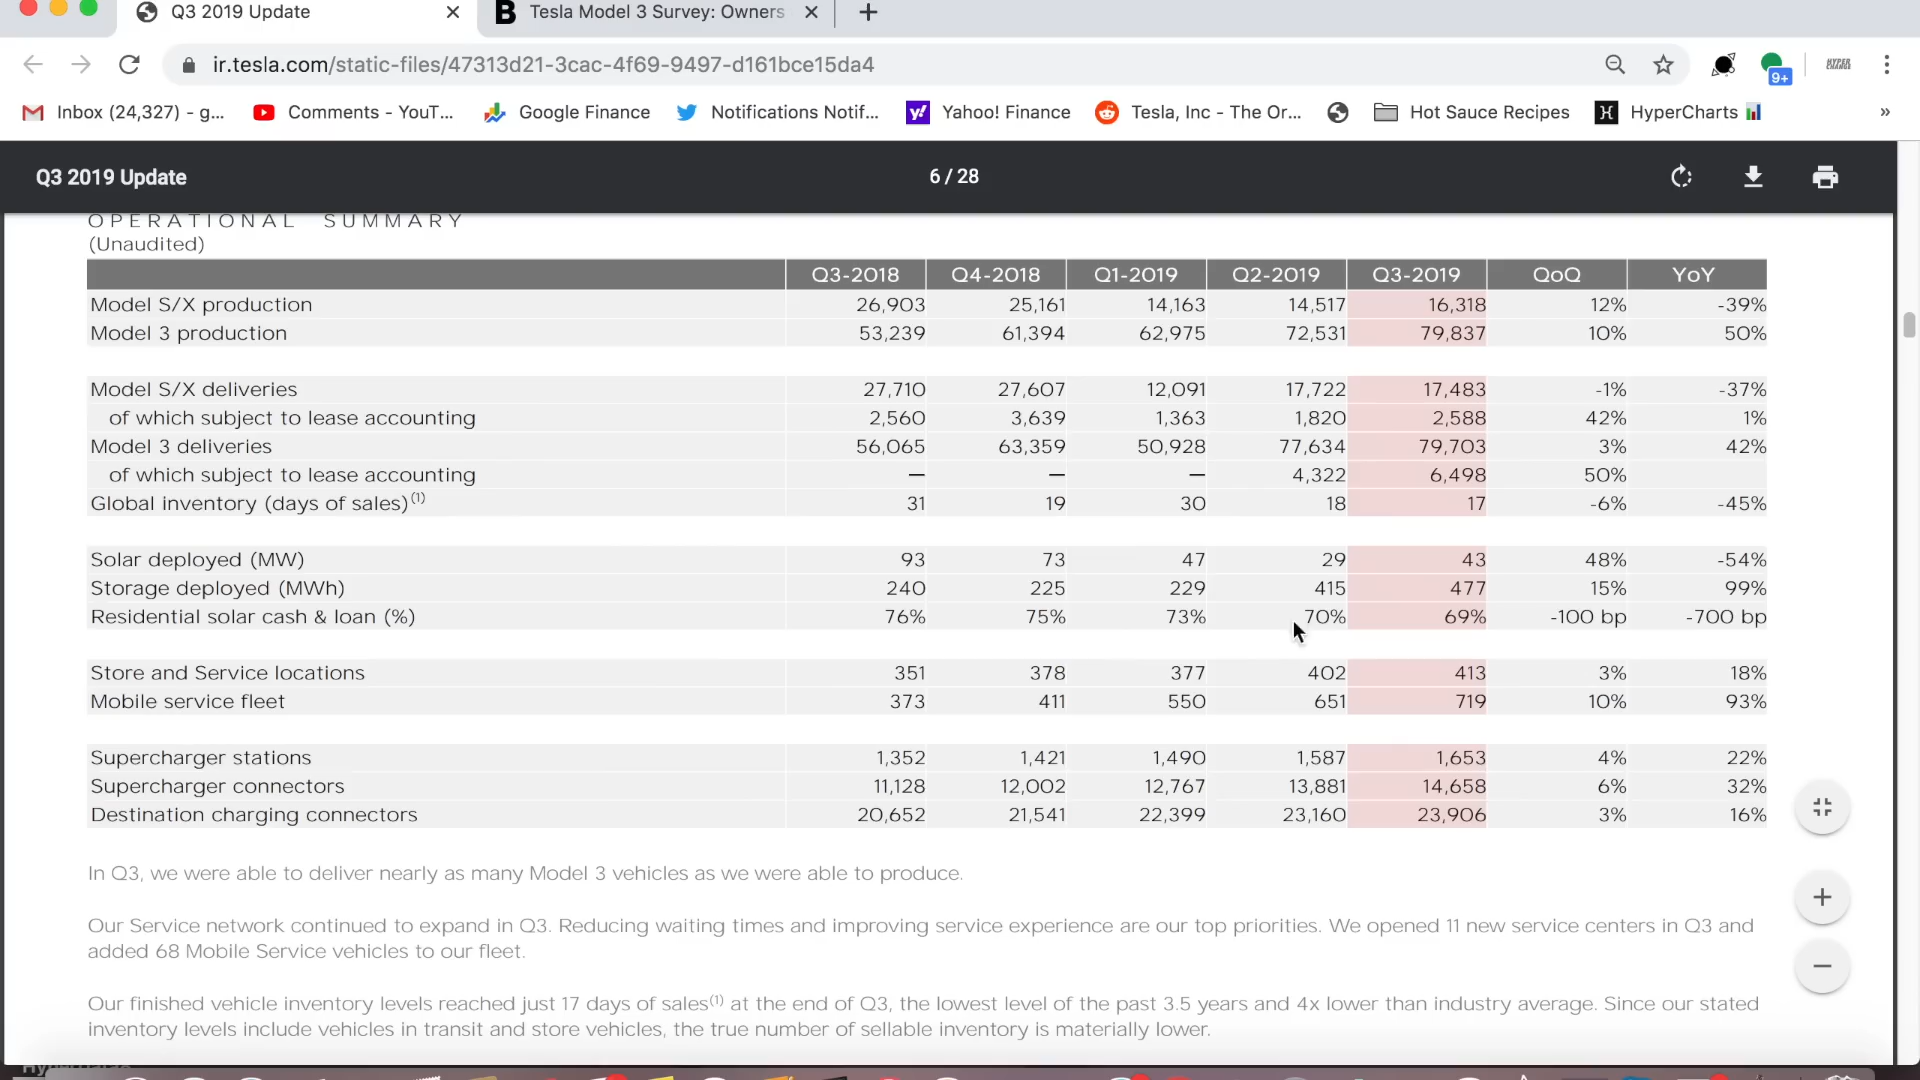 Q3 2019 Update
Tesla Model 3 Survey: Owners
ir.tesla.com/static-files/47313d21-3cac-4f69-9497-d161bce15da4
9+
HYPER CHANGE
Inbox (24,327) - g... Comments - YouT... Google Finance Notifications Notif... Yahoo! Finance Tesla, Inc - The Or... Hot Sauce Recipes HyperCharts »
Q3 2019 Update 6 / 28
OPERATIONAL SUMMARY
(Unaudited)
Q3-2018 Q4-2018 Q1-2019 Q2-2019 Q3-2019 QoQ YoY
Model S/X production 26,903 25,161 14,163 14,517 16,318 12% -39%
Model 3 production 53,239 61,394 62,975 72,531 79,837 10% 50%
Model S/X deliveries 27,710 27,607 12,091 17,722 17,483 -1% -37%
of which subject to lease accounting 2,560 3,639 1,363 1,820 2,588 42% 1%
Model 3 deliveries 56,065 63,359 50,928 77,634 79,703 3% 42%
of which subject to lease accounting — — — 4,322 6,498 50%
Global inventory (days of sales)(1) 31 19 30 18 17 -6% -45%
Solar deployed (MW) 93 73 47 29 43 48% -54%
Storage deployed (MWh) 240 225 229 415 477 15% 99%
Residential solar cash & loan (%) 76% 75% 73% 70% 69% -100 bp -700 bp
Store and Service locations 351 378 377 402 413 3% 18%
Mobile service fleet 373 411 550 651 719 10% 93%
Supercharger stations 1,352 1,421 1,490 1,587 1,653 4% 22%
Supercharger connectors 11,128 12,002 12,767 13,881 14,658 6% 32%
Destination charging connectors 20,652 21,541 22,399 23,160 23,906 3% 16%
In Q3, we were able to deliver nearly as many Model 3 vehicles as we were able to produce.
Our Service network continued to expand in Q3. Reducing waiting times and improving service experience are our top priorities. We opened 11 new service centers in Q3 and
added 68 Mobile Service vehicles to our fleet.
Our finished vehicle inventory levels reached just 17 days of sales(1) at the end of Q3, the lowest level of the past 3.5 years and 4x lower than industry average. Since our stated
inventory levels include vehicles in transit and store vehicles, the true number of sellable inventory is materially lower.